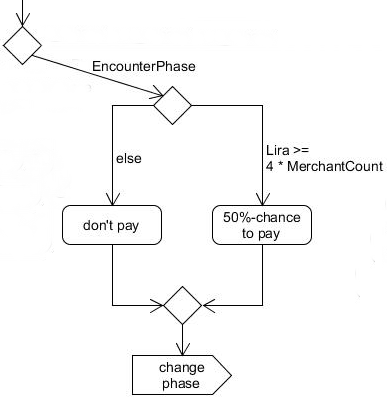 EncounterPhase
else
Lira >=
4 * MerchantCount
don't pay
50%-chance
to pay
change
phase